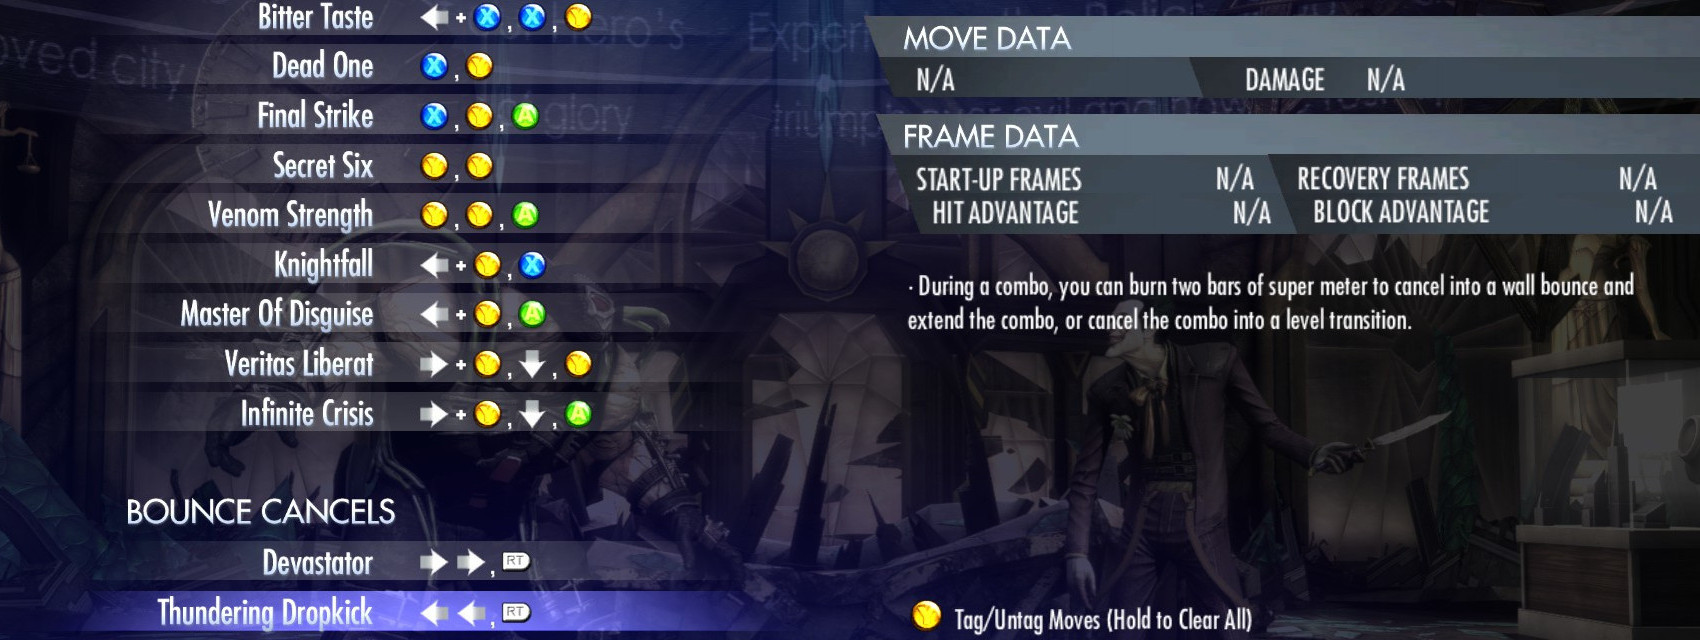 Bitter Taste ← + X , X , Y
Dead One X , Y
Final Strike X , Y , A
Secret Six Y , Y
Venom Strength Y , Y , A
Knightfall ← + Y , X
Master Of Disguise ← + Y , A
Veritas Liberat → + Y , ↓ , Y
Infinite Crisis → + Y , ↓ , A
BOUNCE CANCELS
Devastator → → , RT
Thundering Dropkick ← ← , RT
MOVE DATA
N/A DAMAGE N/A
FRAME DATA
START-UP FRAMES N/A RECOVERY FRAMES N/A
HIT ADVANTAGE N/A BLOCK ADVANTAGE N/A
· During a combo, you can burn two bars of super meter to cancel into a wall bounce and
extend the combo, or cancel the combo into a level transition.
Y Tag/Untag Moves (Hold to Clear All)
city
glory